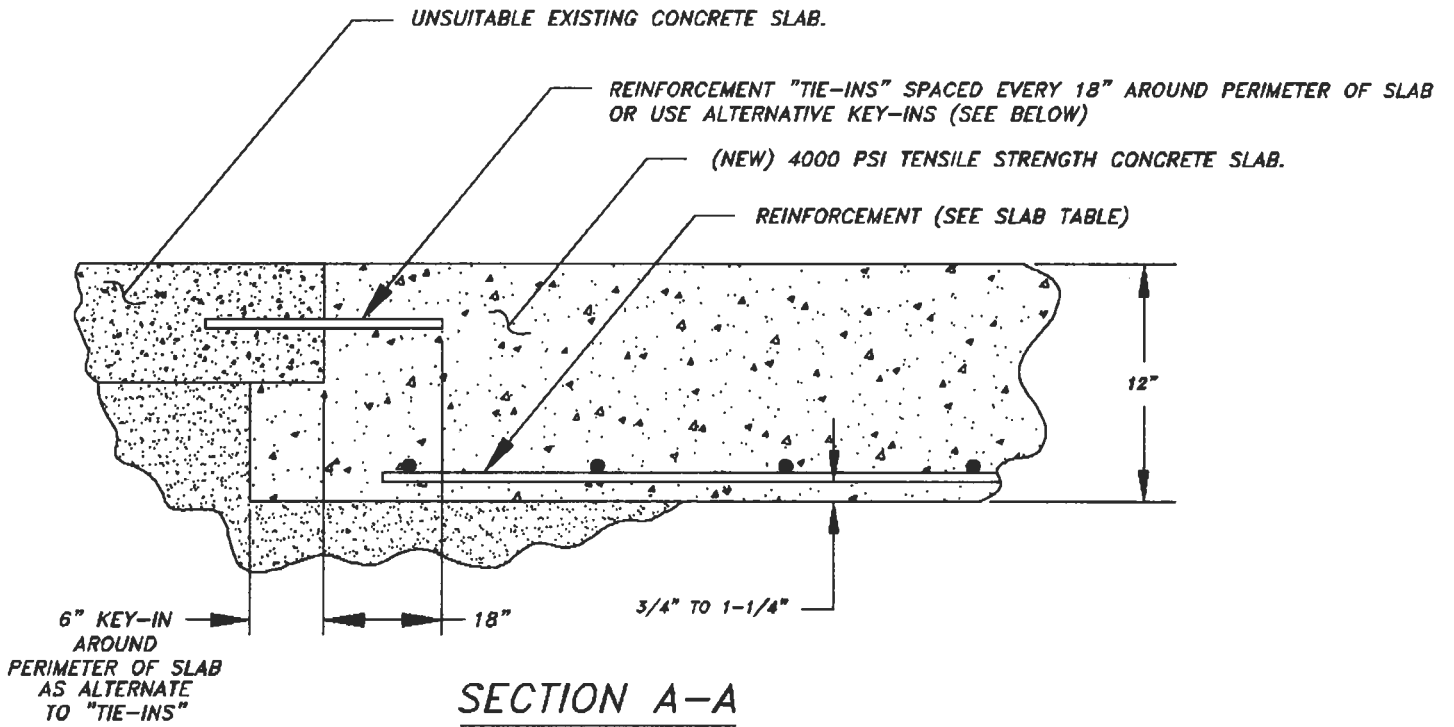 UNSUITABLE EXISTING CONCRETE SLAB.
REINFORCEMENT "TIE-INS" SPACED EVERY 18" AROUND PERIMETER OF SLAB
OR USE ALTERNATIVE KEY-INS (SEE BELOW)
(NEW) 4000 PSI TENSILE STRENGTH CONCRETE SLAB.
REINFORCEMENT (SEE SLAB TABLE)
12"
3/4" TO 1-1/4"
18"
6" KEY-IN
AROUND
PERIMETER OF SLAB
AS ALTERNATE
TO "TIE-INS"
SECTION A-A